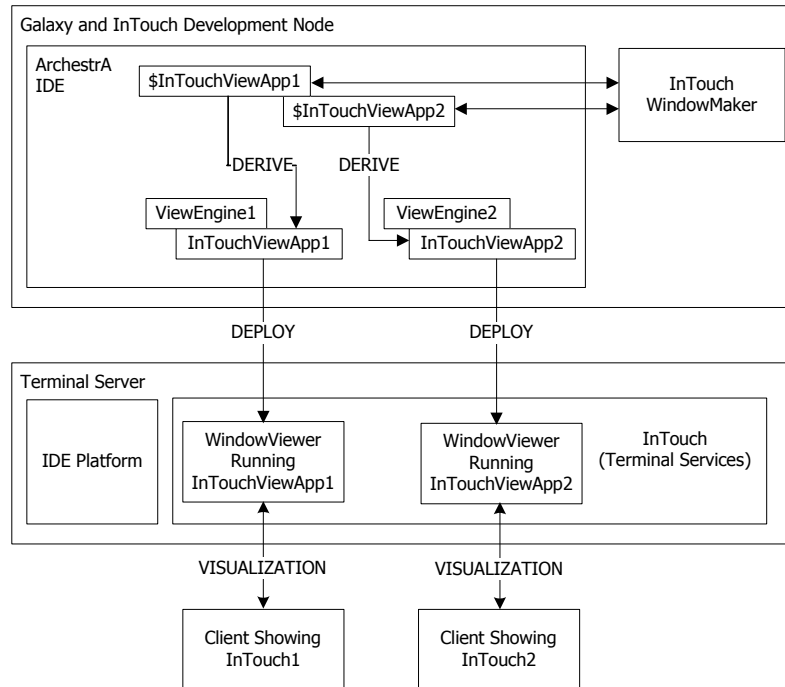 Galaxy and InTouch Development Node
ArchestrA
IDE
$InTouchViewApp1
$InTouchViewApp2
InTouch
WindowMaker
DERIVE
DERIVE
ViewEngine1
InTouchViewApp1
ViewEngine2
InTouchViewApp2
DEPLOY
DEPLOY
Terminal Server
IDE Platform
WindowViewer
Running
InTouchViewApp1
WindowViewer
Running
InTouchViewApp2
InTouch
(Terminal Services)
VISUALIZATION
VISUALIZATION
Client Showing
InTouch1
Client Showing
InTouch2